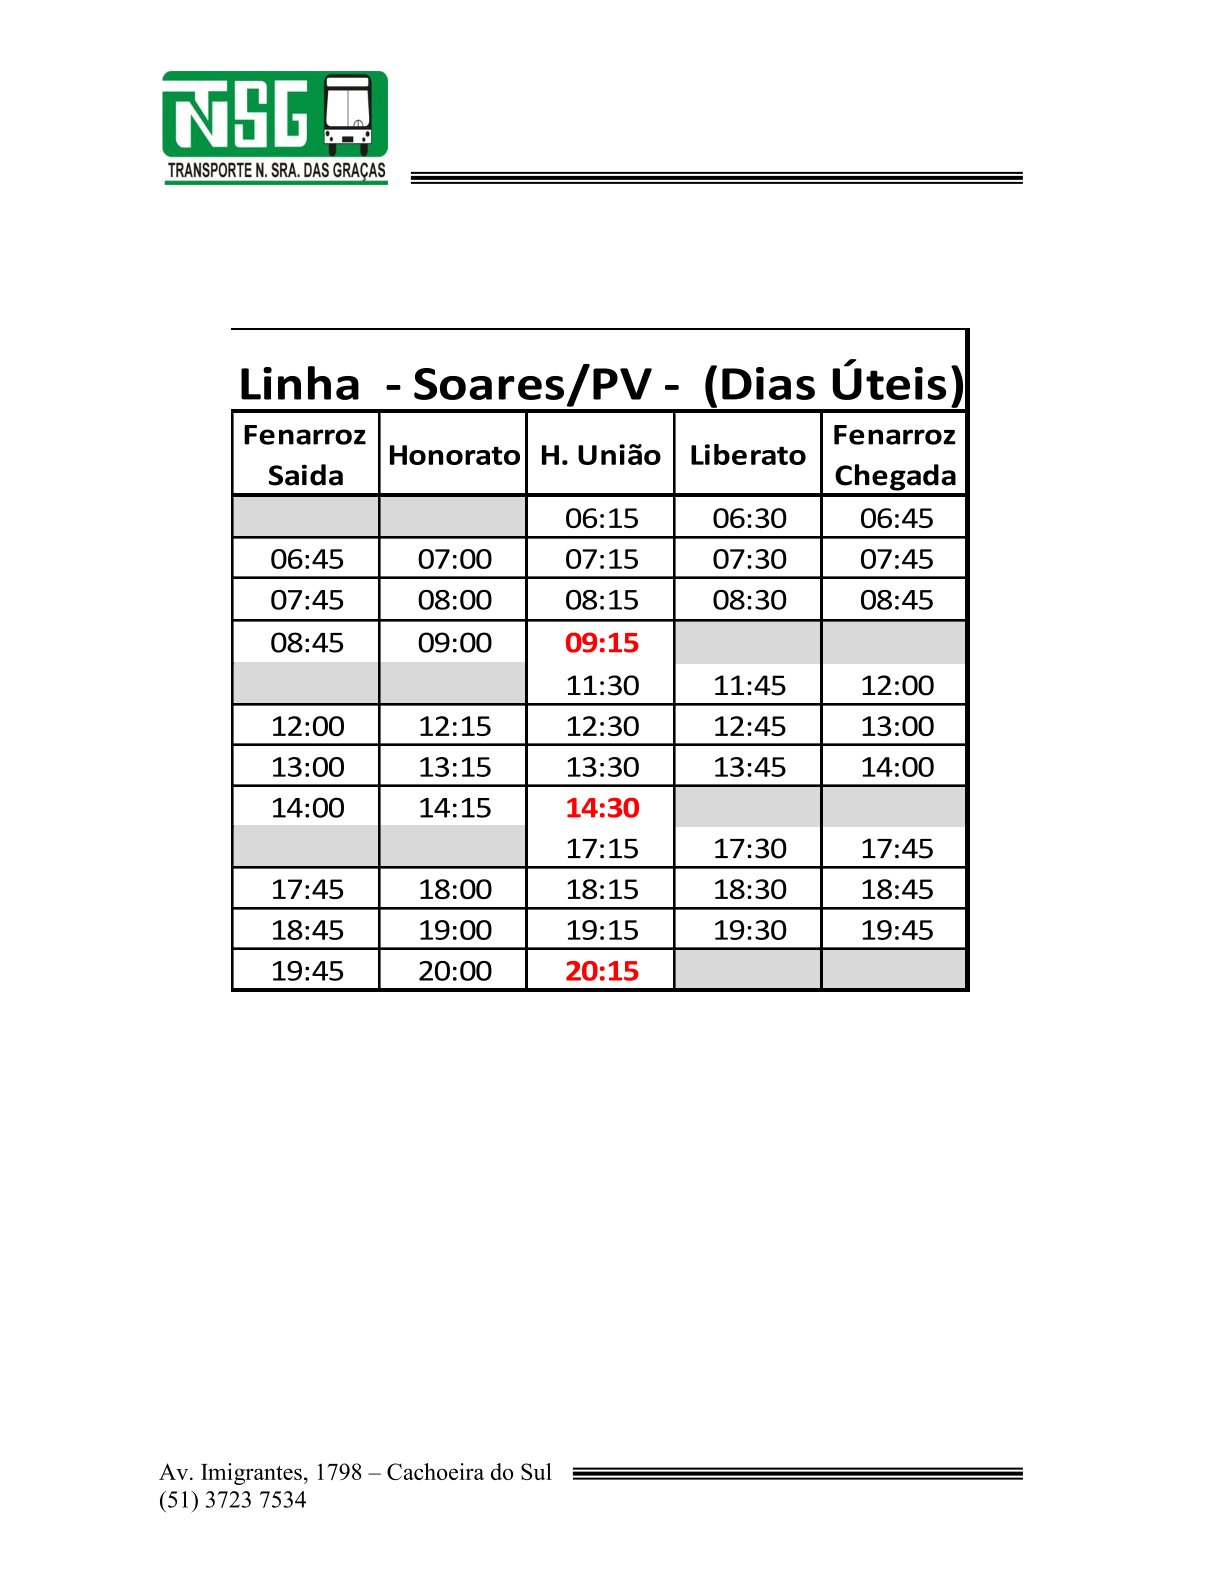 NTSG
TRANSPORTE N. SRA. DAS GRAÇAS
Linha - Soares/PV - (Dias Úteis)
Fenarroz Saida Honorato H. União Liberato Fenarroz Chegada
06:15 06:30 06:45
06:45 07:00 07:15 07:30 07:45
07:45 08:00 08:15 08:30 08:45
08:45 09:00 09:15
11:30 11:45 12:00
12:00 12:15 12:30 12:45 13:00
13:00 13:15 13:30 13:45 14:00
14:00 14:15 14:30
17:15 17:30 17:45
17:45 18:00 18:15 18:30 18:45
18:45 19:00 19:15 19:30 19:45
19:45 20:00 20:15
Av. Imigrantes, 1798 – Cachoeira do Sul
(51) 3723 7534